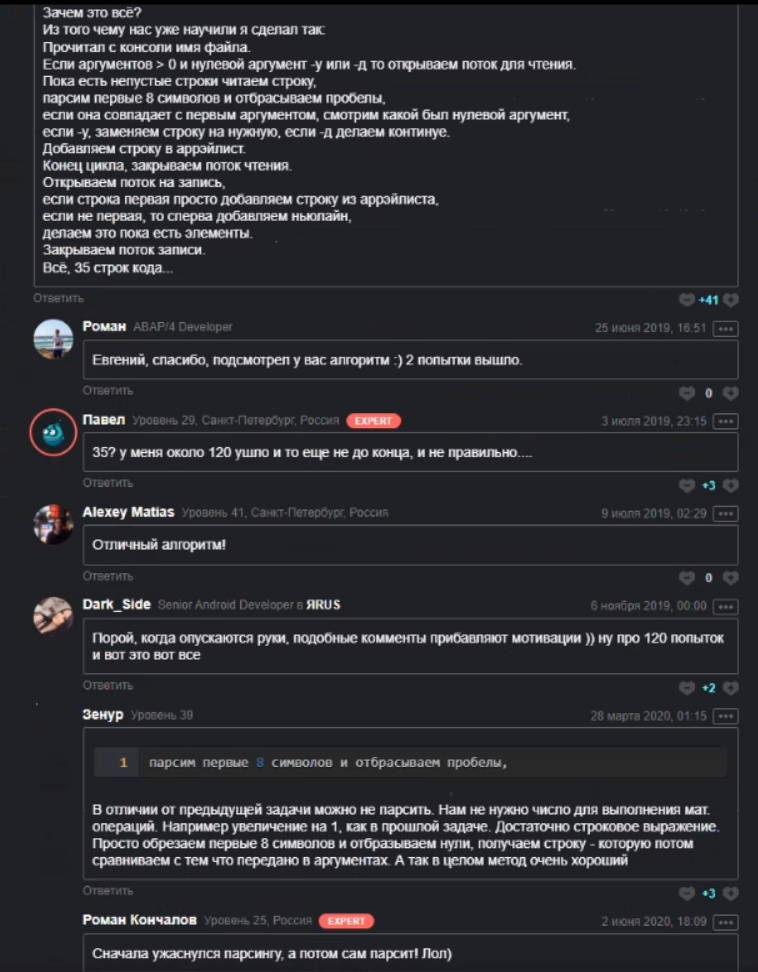 Зачем это всё?
Из того чему нас уже научили я сделал так:
Прочитал с консоли имя файла.
Если аргументов > 0 и нулевой аргумент -у или -д то открываем поток для чтения.
Пока есть непустые строки читаем строку,
парсим первые 8 символов и отбрасываем пробелы,
если она совпадает с первым аргументом, смотрим какой был нулевой аргумент,
если -у, заменяем строку на нужную, если -д делаем континуе.
Добавляем строку в аррэйлист.
Конец цикла, закрываем поток чтения.
Открываем поток на запись,
если строка первая просто добавляем строку из аррэйлиста,
если не первая, то сперва добавляем ньюлайн,
делаем это пока есть элементы.
Закрываем поток записи.
Всё, 35 строк кода...
Ответить +41
Роман ABAP/4 Developer 25 июня 2019, 16:51
Евгений, спасибо, подсмотрел у вас алгоритм :) 2 попытки вышло.
Ответить 0
Павел Уровень 29, Санкт-Петербург, Россия EXPERT 3 июля 2019, 23:15
35? у меня около 120 ушло и то еще не до конца, и не правильно....
Ответить +3
Alexey Matias Уровень 41, Санкт-Петербург, Россия 9 июля 2019, 02:29
Отличный алгоритм!
Ответить 0
Dark_Side Senior Android Developer в ЯRUS 6 ноября 2019, 00:00
Порой, когда опускаются руки, подобные комменты прибавляют мотивации )) ну про 120 попыток
и вот это вот все
Ответить +2
Зенур Уровень 39 28 марта 2020, 01:15
1 парсим первые 8 символов и отбрасываем пробелы,
В отличии от предыдущей задачи можно не парсить. Нам не нужно число для выполнения мат.
операций. Например увеличение на 1, как в прошлой задаче. Достаточно строковое выражение.
Просто обрезаем первые 8 символов и отбразываем нули, получаем строку - которую потом
сравниваем с тем что передано в аргументах. А так в целом метод очень хороший
Ответить +3
Роман Кончалов Уровень 25, Россия EXPERT 2 июня 2020, 18:09
Сначала ужаснулся парсингу, а потом сам парсит! Лол)